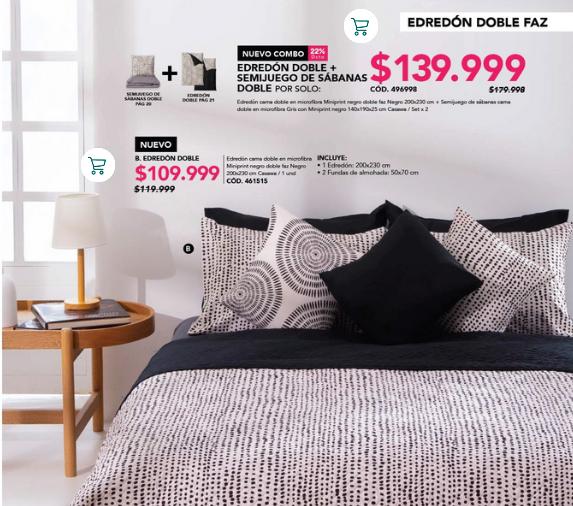 EDREDÓN DOBLE FAZ
NUEVO COMBO
22%
Dcto
EDREDÓN DOBLE +
SEMIJUEGO DE SÁBANAS
DOBLE POR SOLO:
$139.999
CÓD. 496998
$179.998
SEMIJUEGO DE
SÁBANAS DOBLE
PÁG 20
+
EDREDÓN
DOBLE PÁG 21
Edredón cama doble en microfibra Miniprint negro doble faz Negro 200x230 cm + Semijuego de sábanas cama
doble en microfibra Gris con Miniprint negro 140x190x25 cm Casawa / Set x 2
NUEVO
B. EDREDÓN DOBLE
$109.999
$119.999
Edredón cama doble en microfibra
Miniprint negro doble faz Negro
200x230 cm Casawa / 1 und
CÓD. 461515
INCLUYE:
• 1 Edredón: 200x230 cm
• 2 Fundas de almohada: 50x70 cm
B